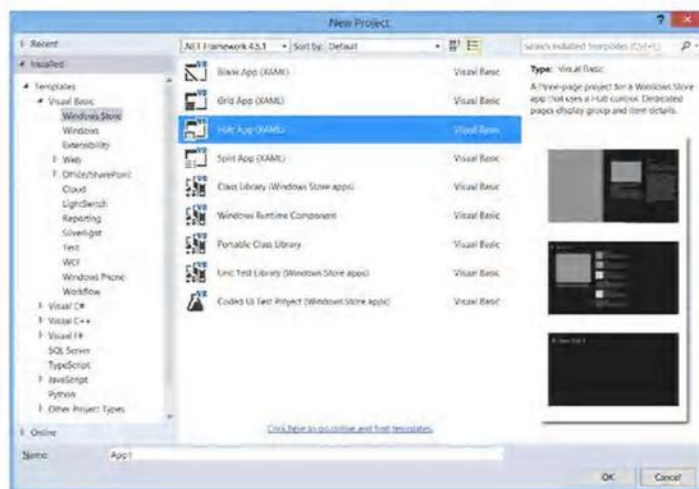 New Project
Recent
.NET Framework 4.5.1 Sort by: Default Search Installed Templates (Ctrl+E)
Installed
Templates
Visual Basic
Windows Store
Windows
Extensibility
Web
Office/SharePoint
Cloud
LightSwitch
Reporting
Silverlight
Test
WCF
Windows Phone
Workflow
Visual C#
Visual C++
Visual F#
SQL Server
TypeScript
JavaScript
Python
Other Project Types
Online
Blank App (XAML) Visual Basic
Grid App (XAML) Visual Basic
Hub App (XAML) Visual Basic
Split App (XAML) Visual Basic
Class Library (Windows Store apps) Visual Basic
Windows Runtime Component Visual Basic
Portable Class Library Visual Basic
Unit Test Library (Windows Store apps) Visual Basic
Coded UI Test Project (Windows Store apps) Visual Basic
Click here to go online and find templates.
Type: Visual Basic
A three-page project for a Windows Store
app that uses a Hub control. Dedicated
pages display group and item details.
Name: App1
OK Cancel